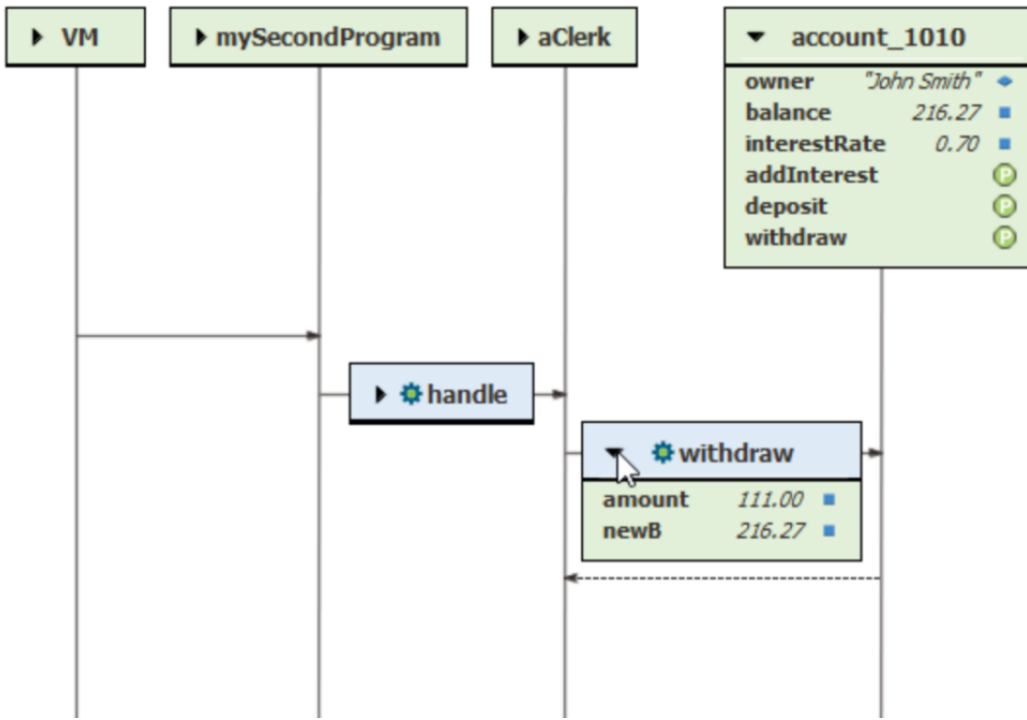 VM
mySecondProgram
aClerk
account_1010
owner "John Smith"
balance 216.27
interestRate 0.70
addInterest P
deposit P
withdraw P
handle
withdraw
amount 111.00
newB 216.27